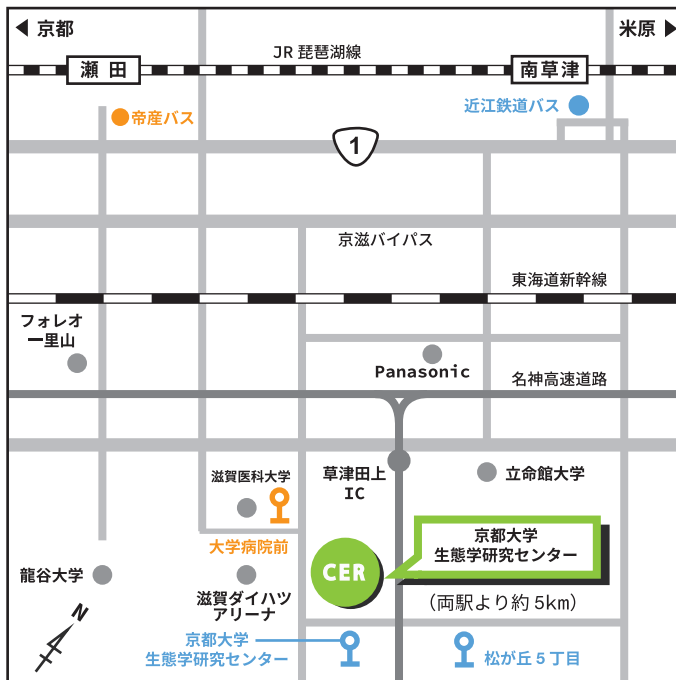 京都
米原
JR 琵琶湖線
瀬 田
南草津
帝産バス
近江鉄道バス
1
京滋バイパス
東海道新幹線
フォレオ
一里山
Panasonic
名神高速道路
滋賀医科大学
草津田上
IC
立命館大学
大学病院前
京都大学
生態学研究センター
CER
龍谷大学
滋賀ダイハツ
アリーナ
(両駅より約 5km)
N
京都大学
生態学研究センター
松が丘 5 丁目